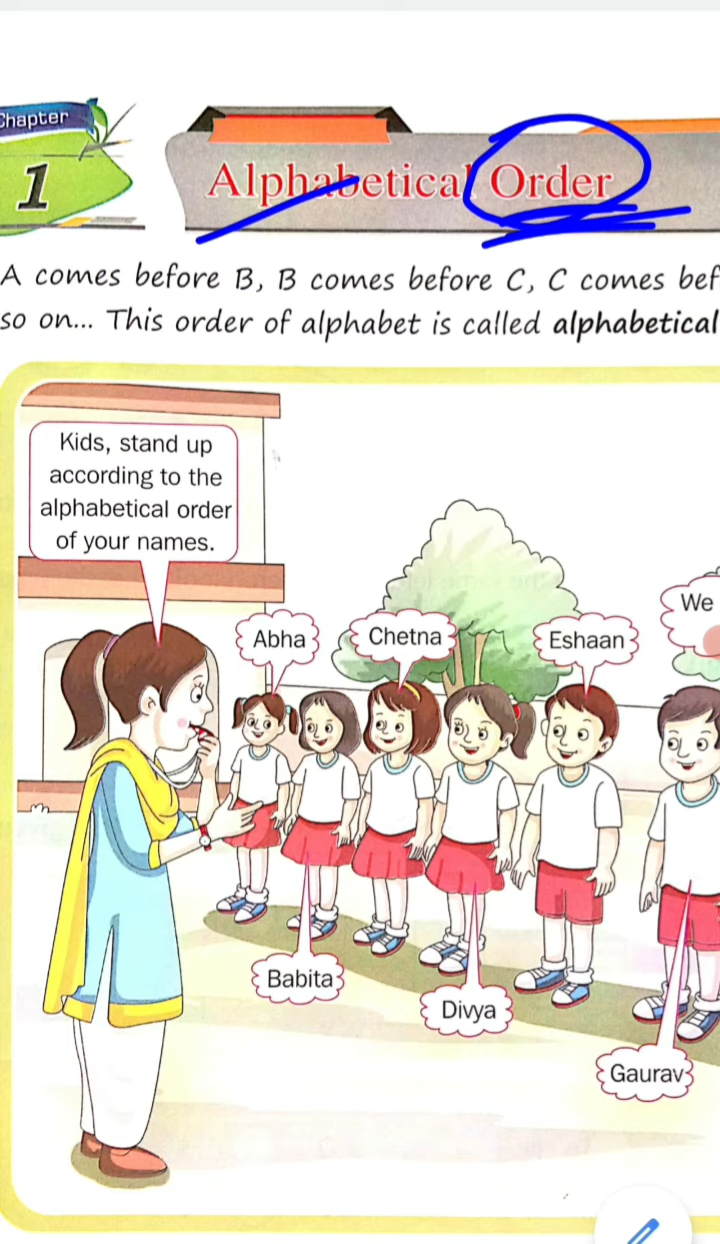 Chapter
1
Alphabetical Order
A comes before B, B comes before C, C comes bef
so on... This order of alphabet is called alphabetical
Kids, stand up
according to the
alphabetical order
of your names.
We
Abha
Chetna
Eshaan
Babita
Divya
Gaurav